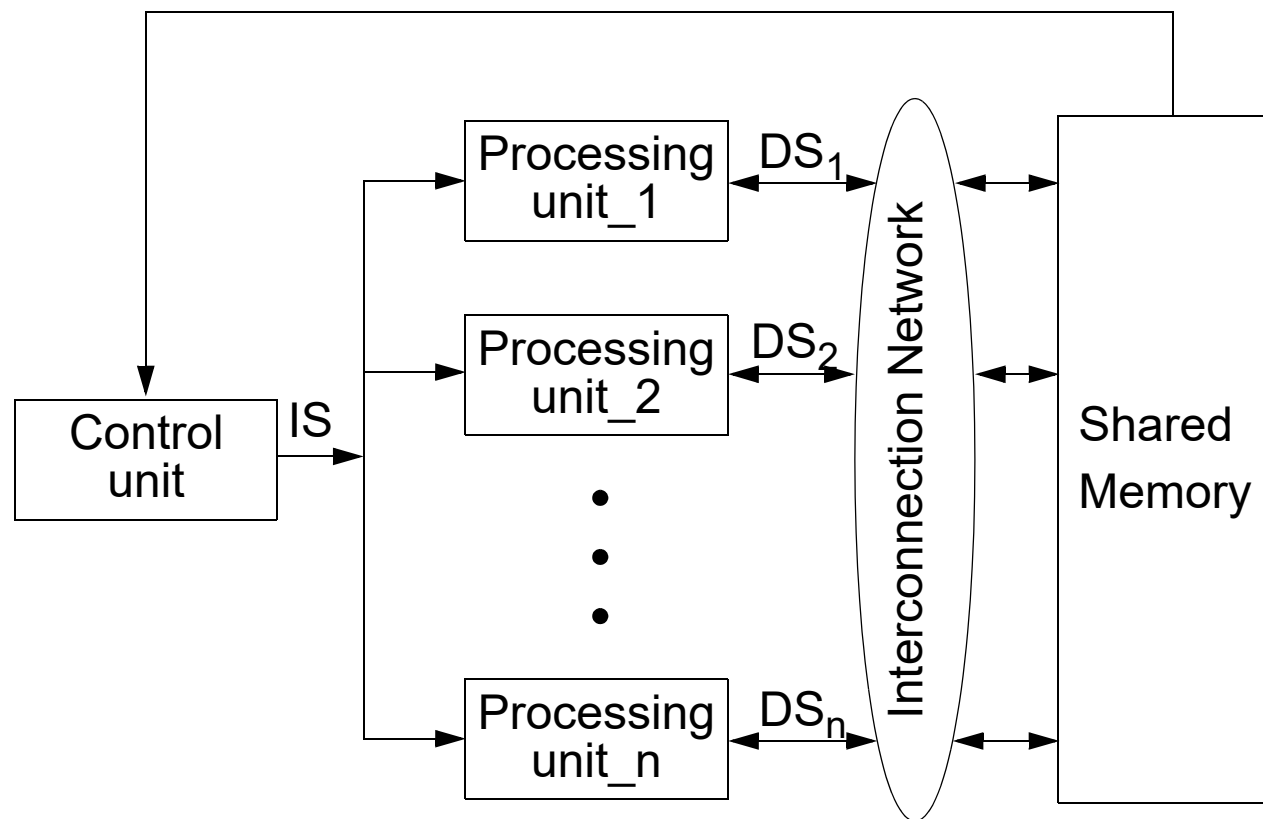 Processing
unit_1
DS1
Processing
unit_2
DS2
Control
unit
IS
Interconnection Network
Shared
Memory
Processing
unit_n
DSn